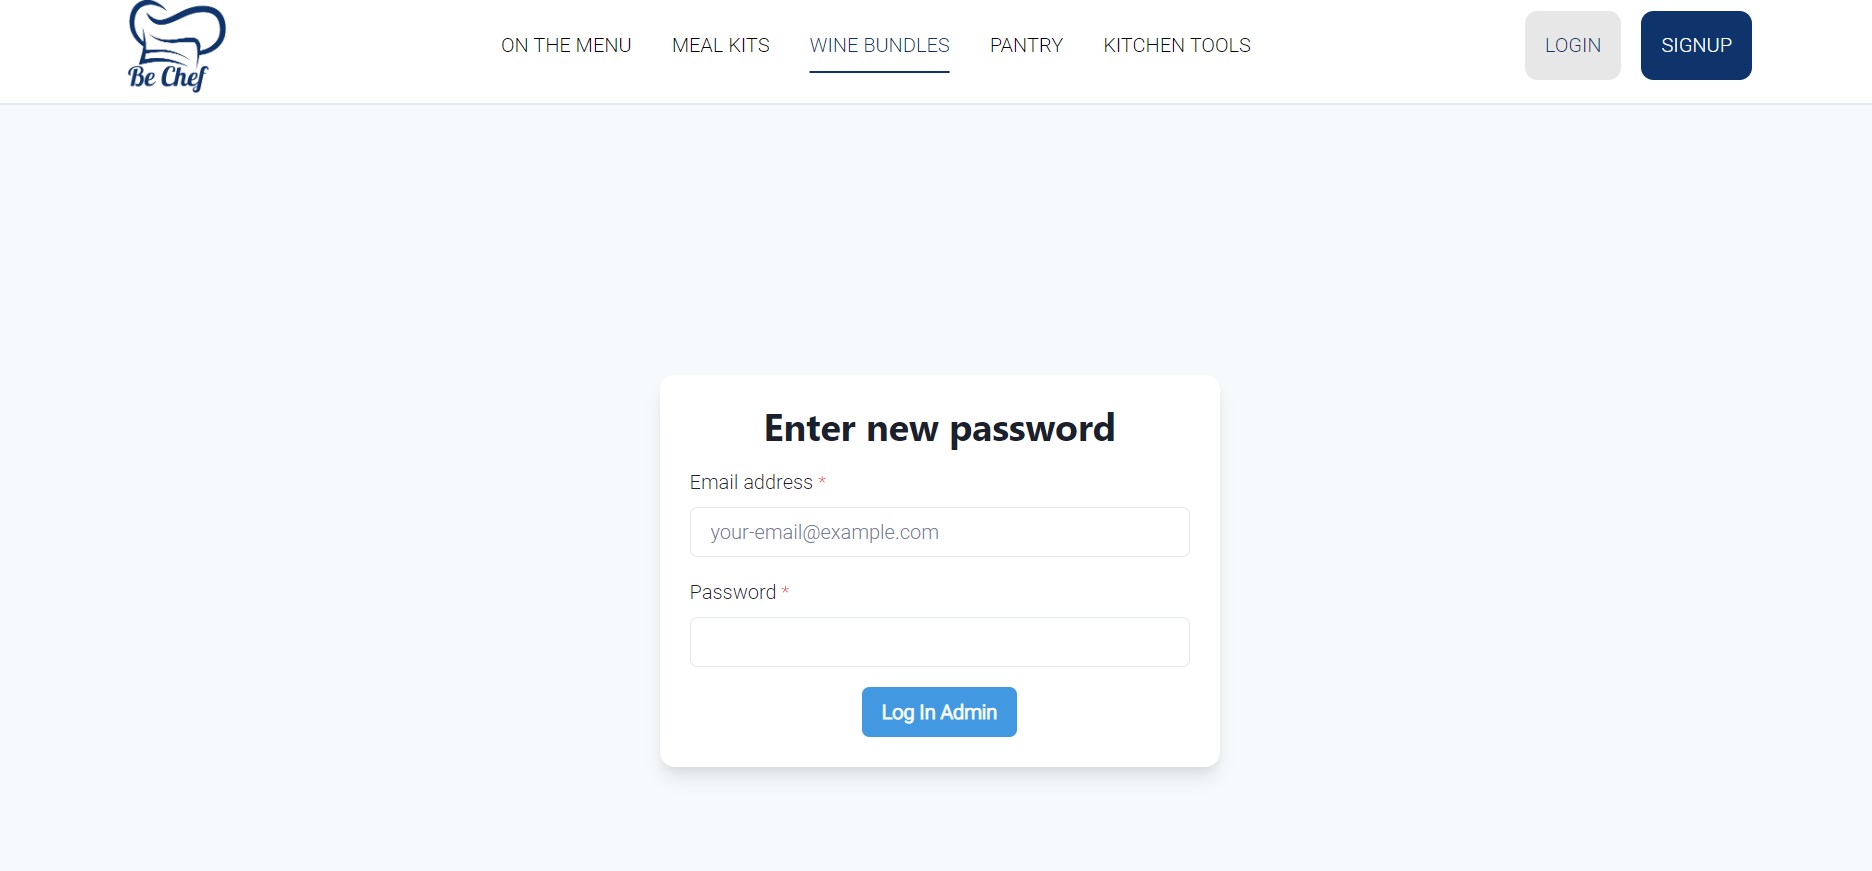 Be Chef
ON THE MENU MEAL KITS WINE BUNDLES PANTRY KITCHEN TOOLS LOGIN SIGNUP
Enter new password
Email address *
your-email@example.com
Password *
Log In Admin